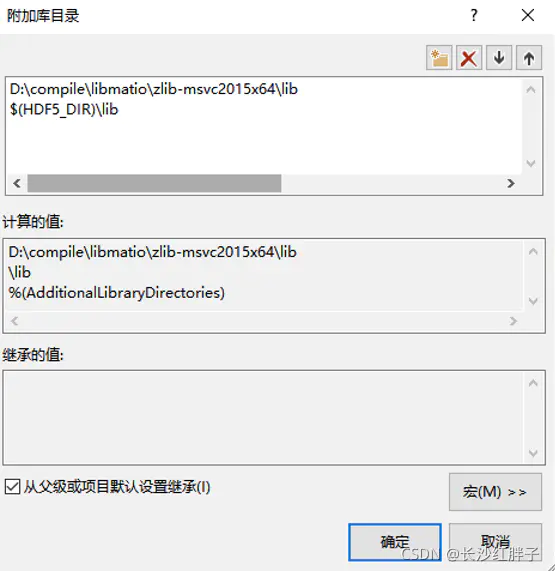 附加库目录
?
D:\compile\libmatio\zlib-msvc2015x64\lib
$(HDF5_DIR)\lib
计算的值:
D:\compile\libmatio\zlib-msvc2015x64\lib
\lib
%(AdditionalLibraryDirectories)
继承的值:
从父级或项目默认设置继承(I)
宏(M) >>
确定
取消
CSDN @长沙红胖子